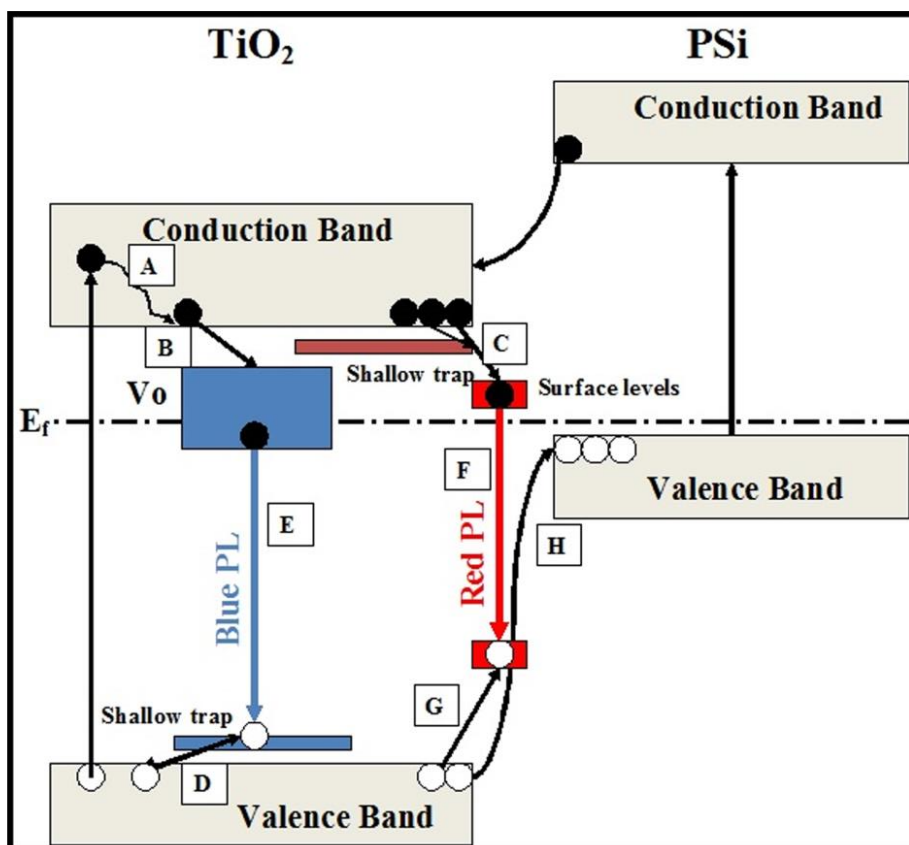 TiO₂
PSi
Conduction Band
Conduction Band
A
B
C
Shallow trap
Surface levels
Vo
E_f
Valence Band
F
E
H
Blue PL
Red PL
G
Shallow trap
D
Valence Band